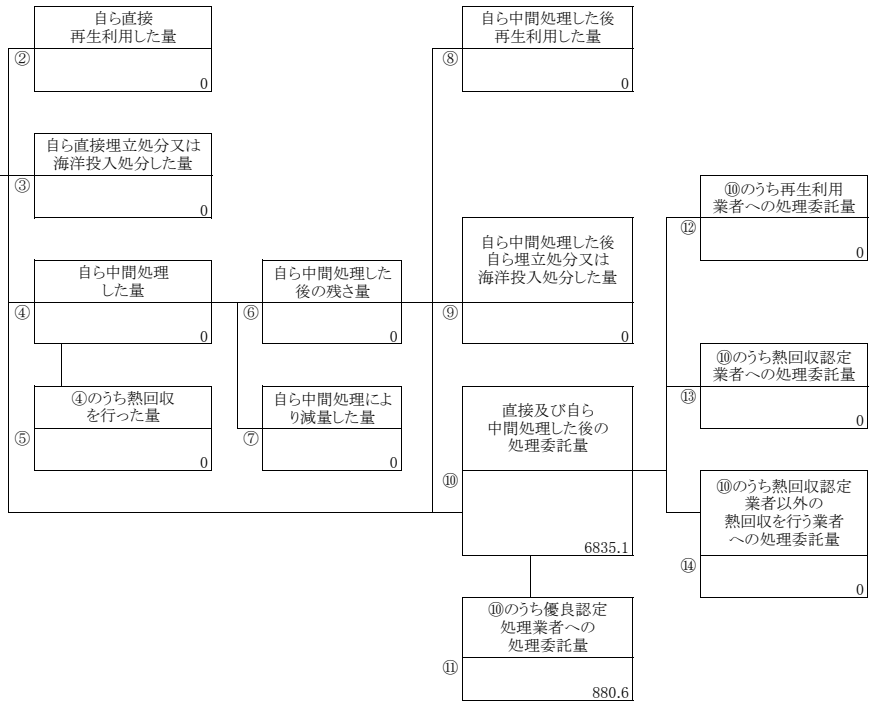 自ら直接
再生利用した量
②
0
自ら直接埋立処分又は
海洋投入処分した量
③
0
自ら中間処理
した量
④
0
④のうち熱回収
を行った量
⑤
0
自ら中間処理した
後の残さ量
⑥
0
自ら中間処理によ
り減量した量
⑦
0
自ら中間処理した後
再生利用した量
⑧
0
自ら中間処理した後
自ら埋立処分又は
海洋投入処分した量
⑨
0
直接及び自ら
中間処理した後の
処理委託量
⑩
6835.1
⑩のうち優良認定
処理業者への
処理委託量
⑪
880.6
⑩のうち再生利用
業者への処理委託量
⑫
0
⑩のうち熱回収認定
業者への処理委託量
⑬
0
⑩のうち熱回収認定
業者以外の
熱回収を行う業者
への処理委託量
⑭
0